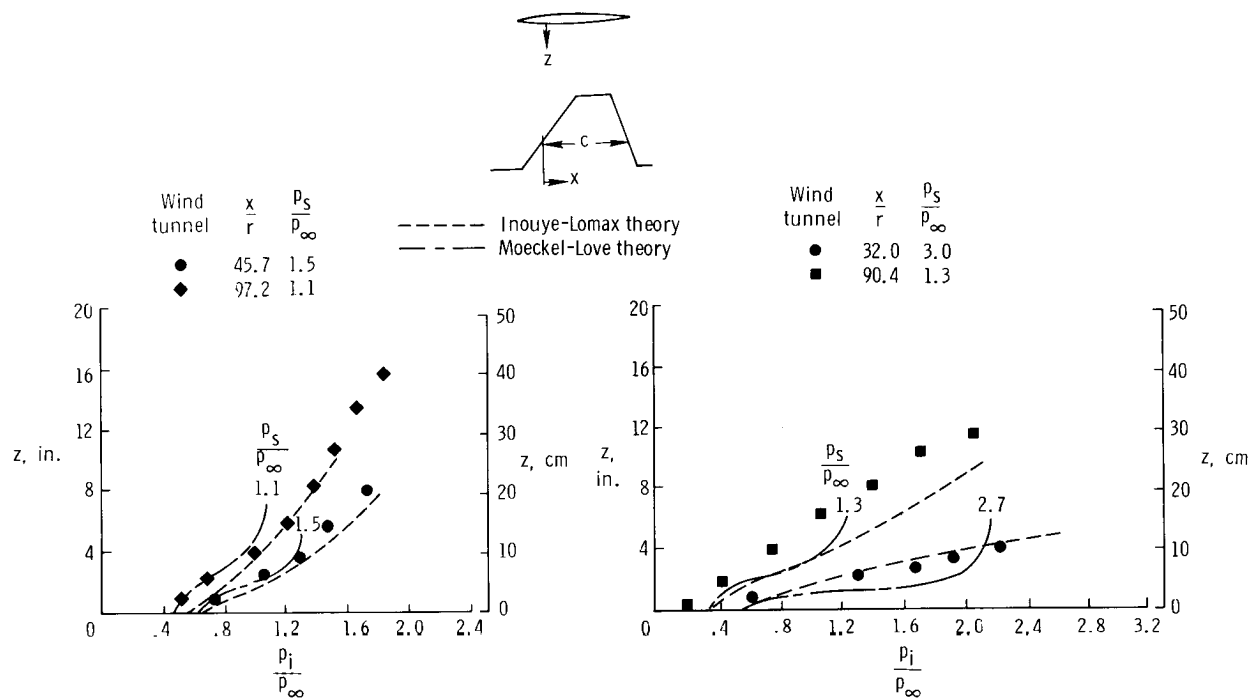 z
c
x
Wind tunnel x/r p_s/p_∞
● 45.7 1.5
◆ 97.2 1.1
Inouye-Lomax theory
Moeckel-Love theory
Wind tunnel x/r p_s/p_∞
● 32.0 3.0
■ 90.4 1.3
20
16
12
8
4
z, in.
50
40
30
20
10
0
z, cm
p_s/p_∞
1.1
1.5
0 .4 .8 1.2 1.6 2.0 2.4
p_i/p_∞
20
16
12
8
4
z, in.
50
40
30
20
10
0
z, cm
p_s/p_∞
1.3
2.7
0 .4 .8 1.2 1.6 2.0 2.4 2.8 3.2
p_i/p_∞